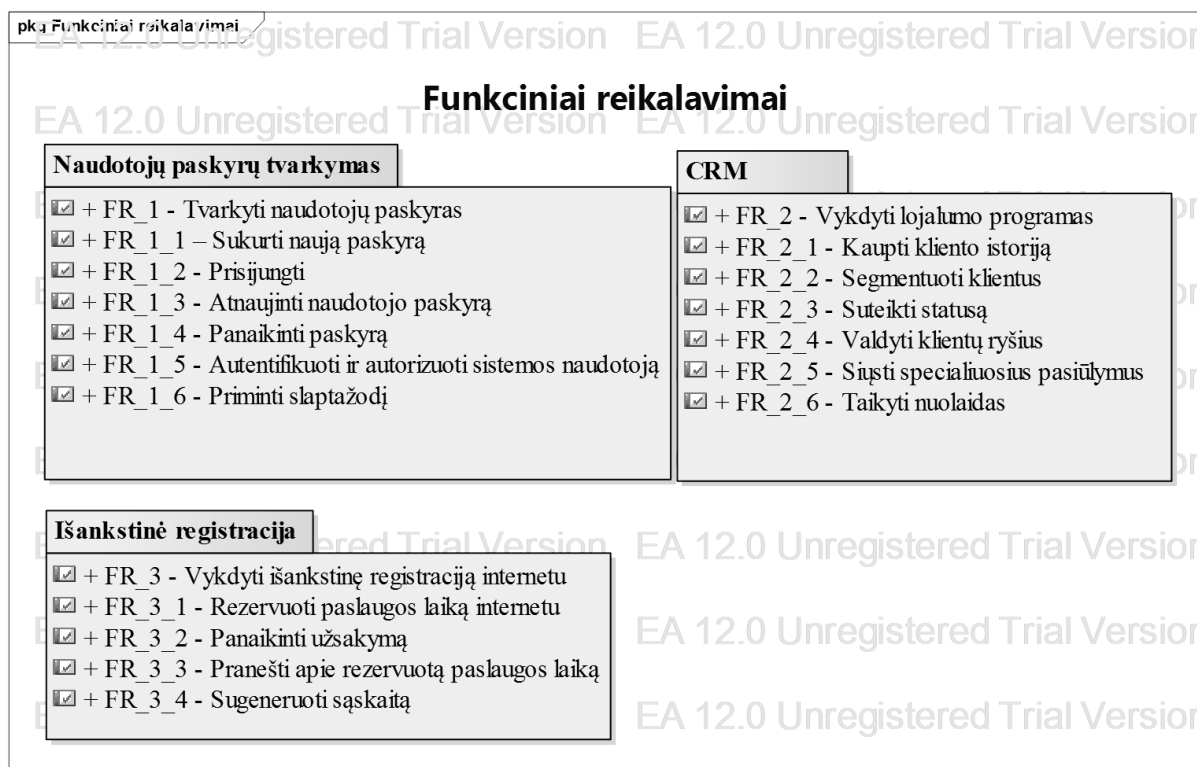 pkg Funkciniai reikalavimai
EA 12.0 Unregistered Trial Version EA 12.0 Unregistered Trial Version
Funkciniai reikalavimai
EA 12.0 Unregistered Trial Version EA 12.0 Unregistered Trial Version
Naudotojų paskyrų tvarkymas
+ FR_1 - Tvarkyti naudotojų paskyras
+ FR_1_1 – Sukurti naują paskyrą
+ FR_1_2 - Prisijungti
+ FR_1_3 - Atnaujinti naudotojo paskyrą
+ FR_1_4 - Panaikinti paskyrą
+ FR_1_5 - Autentifikuoti ir autorizuoti sistemos naudotoją
+ FR_1_6 - Priminti slaptažodį
CRM
+ FR_2 - Vykdyti lojalumo programas
+ FR_2_1 - Kaupti kliento istoriją
+ FR_2_2 - Segmentuoti klientus
+ FR_2_3 - Suteikti statusą
+ FR_2_4 - Valdyti klientų ryšius
+ FR_2_5 - Siųsti specialiuosius pasiūlymus
+ FR_2_6 - Taikyti nuolaidas
Išankstinė registracija
+ FR_3 - Vykdyti išankstinę registraciją internetu
+ FR_3_1 - Rezervuoti paslaugos laiką internetu
+ FR_3_2 - Panaikinti užsakymą
+ FR_3_3 - Pranešti apie rezervuotą paslaugos laiką
+ FR_3_4 - Sugeneruoti sąskaitą
EA 12.0 Unregistered Trial Version
EA 12.0 Unregistered Trial Version
EA 12.0 Unregistered Trial Version